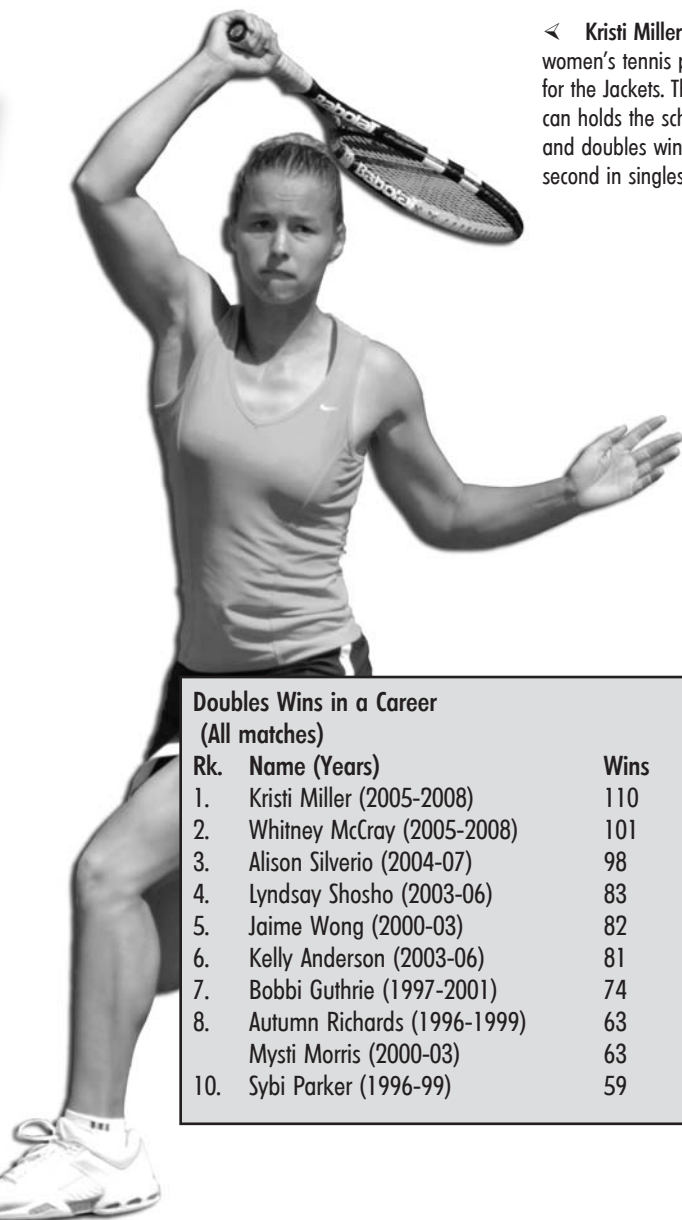 < Kristi Miller
women's tennis p
for the Jackets. Th
can holds the sch
and doubles win
second in singles
Babolat
Babolat
Doubles Wins in a Career
(All matches)
Rk. Name (Years) Wins
1. Kristi Miller (2005-2008) 110
2. Whitney McCray (2005-2008) 101
3. Alison Silverio (2004-07) 98
4. Lyndsay Shosho (2003-06) 83
5. Jaime Wong (2000-03) 82
6. Kelly Anderson (2003-06) 81
7. Bobbi Guthrie (1997-2001) 74
8. Autumn Richards (1996-1999) 63
Mysti Morris (2000-03) 63
10. Sybi Parker (1996-99) 59